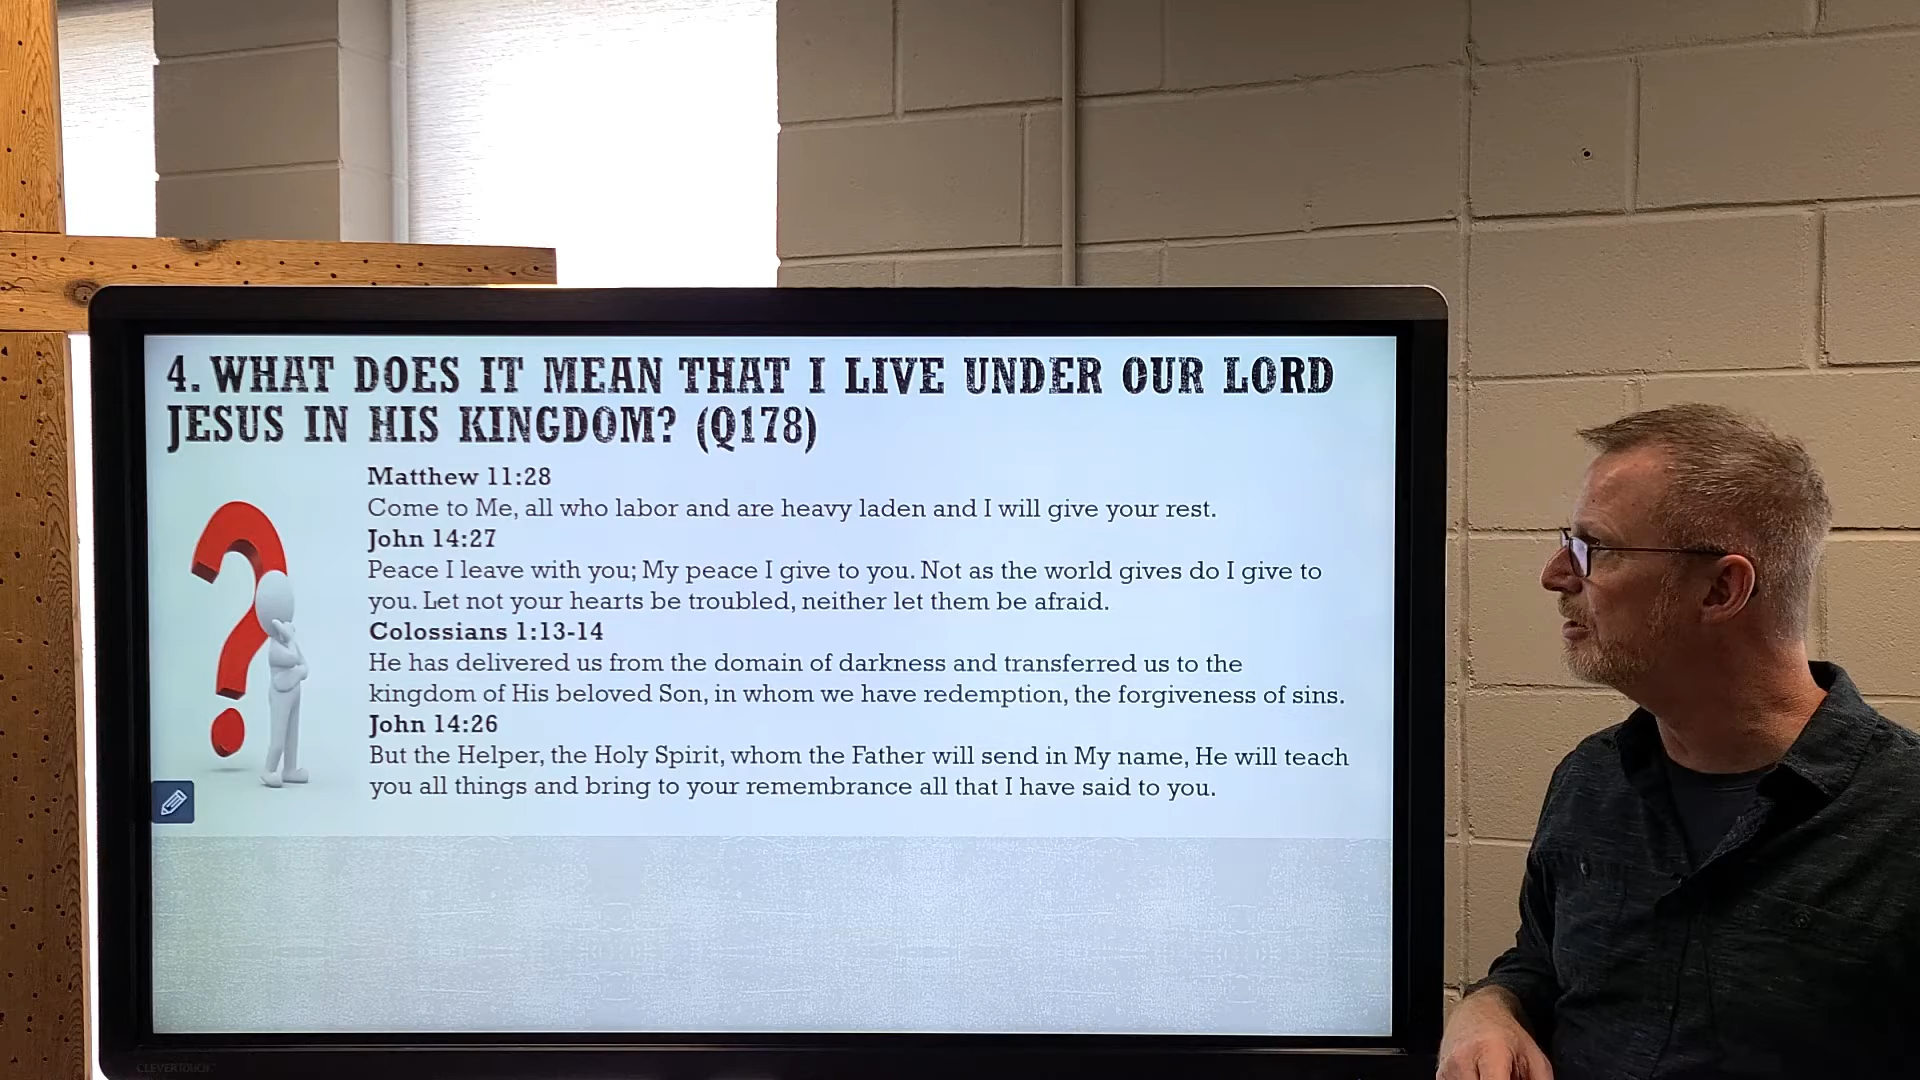 4. WHAT DOES IT MEAN THAT I LIVE UNDER OUR LORD
JESUS IN HIS KINGDOM? (Q178)
Matthew 11:28
Come to Me, all who labor and are heavy laden and I will give your rest.
John 14:27
Peace I leave with you; My peace I give to you. Not as the world gives do I give to
you. Let not your hearts be troubled, neither let them be afraid.
Colossians 1:13-14
He has delivered us from the domain of darkness and transferred us to the
kingdom of His beloved Son, in whom we have redemption, the forgiveness of sins.
John 14:26
But the Helper, the Holy Spirit, whom the Father will send in My name, He will teach
you all things and bring to your remembrance all that I have said to you.
CLEVERTOUCH